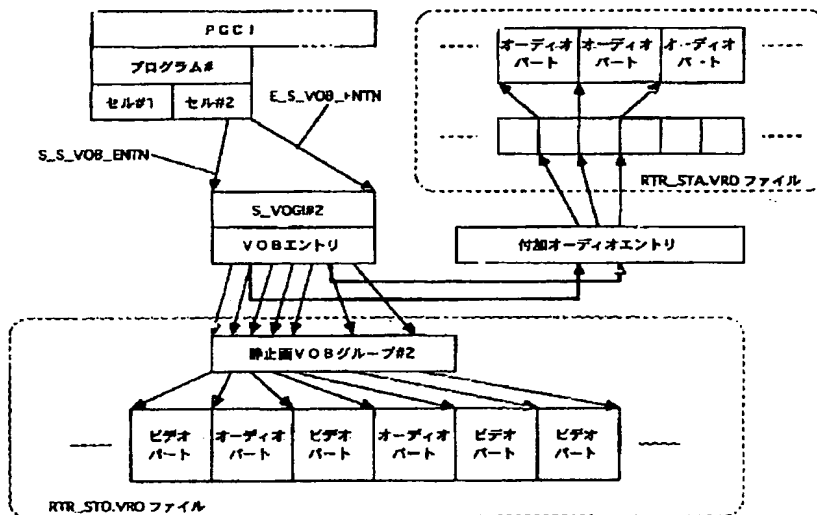 PGCI
プログラム#
セル#1 セル#2
E_S_VOB_ENTN
S_S_VOB_ENTN
S_VOGI#2
VOBエントリ
オーディオ
パート
オーディオ
パート
オーディオ
パート
RTR_STA.VRO ファイル
付加オーディオエントリ
静止画VOBグループ#2
ビデオ
パート
オーディオ
パート
ビデオ
パート
オーディオ
パート
ビデオ
パート
ビデオ
パート
RTR_STO.VRO ファイル